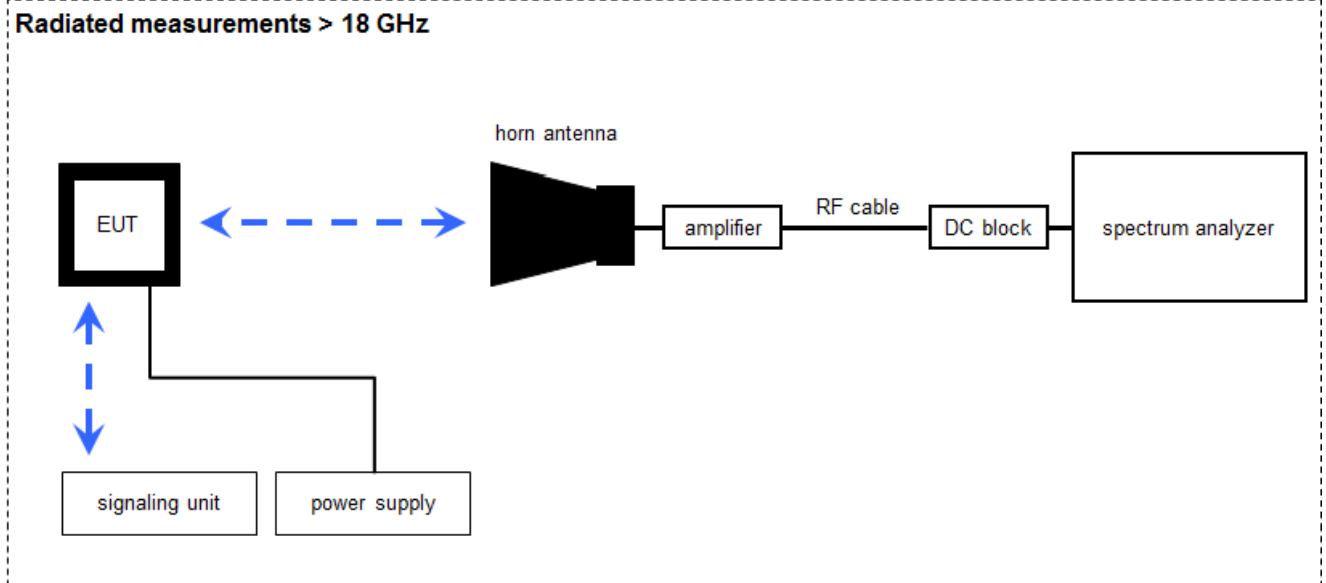 Radiated measurements > 18 GHz
horn antenna
EUT
amplifier
RF cable
DC block
spectrum analyzer
signaling unit
power supply